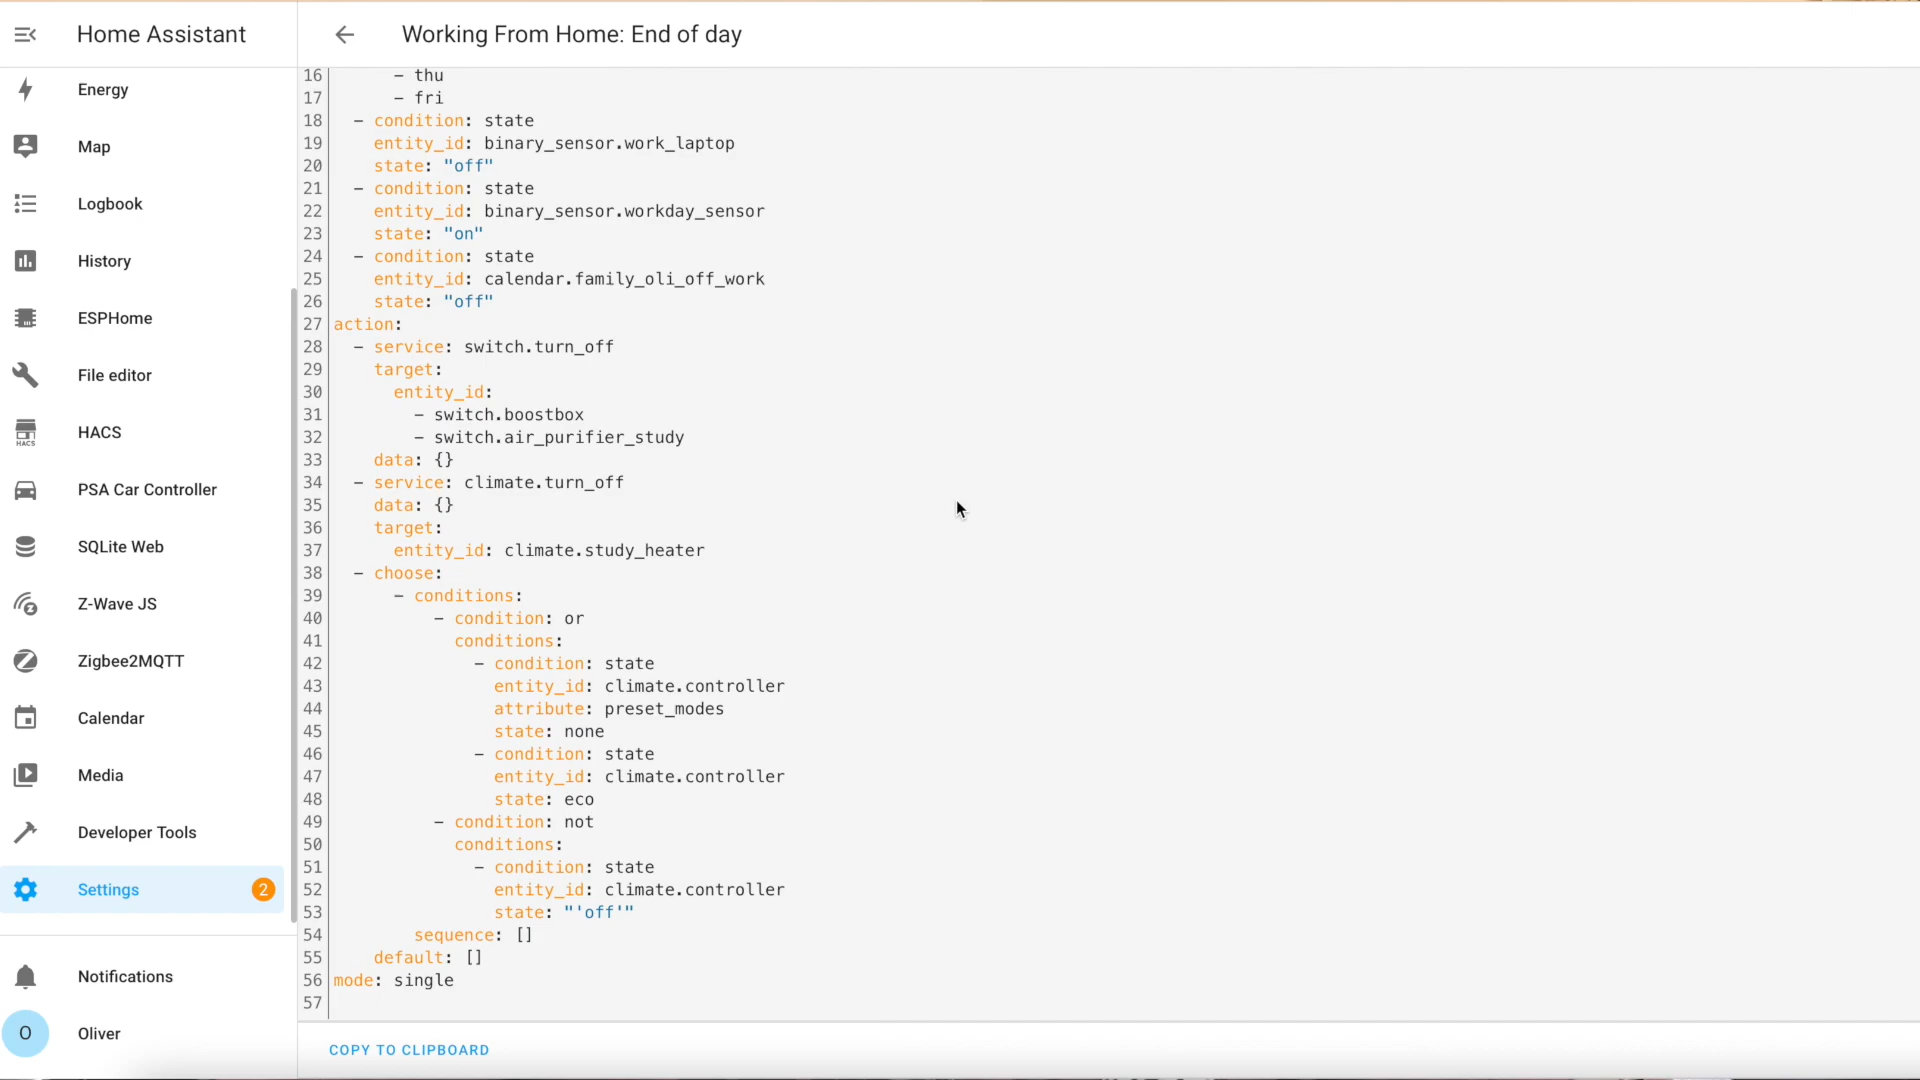 Home Assistant
Energy
Map
Logbook
History
ESPHome
File editor
HACS
HACS
PSA Car Controller
SQLite Web
Z-Wave JS
Zigbee2MQTT
Calendar
Media
Developer Tools
Settings 2
Notifications
O Oliver
Working From Home: End of day
16 - thu
17 - fri
18 - condition: state
19 entity_id: binary_sensor.work_laptop
20 state: "off"
21 - condition: state
22 entity_id: binary_sensor.workday_sensor
23 state: "on"
24 - condition: state
25 entity_id: calendar.family_oli_off_work
26 state: "off"
27 action:
28 - service: switch.turn_off
29 target:
30 entity_id:
31 - switch.boostbox
32 - switch.air_purifier_study
33 data: {}
34 - service: climate.turn_off
35 data: {}
36 target:
37 entity_id: climate.study_heater
38 - choose:
39 - conditions:
40 - condition: or
41 conditions:
42 - condition: state
43 entity_id: climate.controller
44 attribute: preset_modes
45 state: none
46 - condition: state
47 entity_id: climate.controller
48 state: eco
49 - condition: not
50 conditions:
51 - condition: state
52 entity_id: climate.controller
53 state: "'off'"
54 sequence: []
55 default: []
56 mode: single
57
COPY TO CLIPBOARD